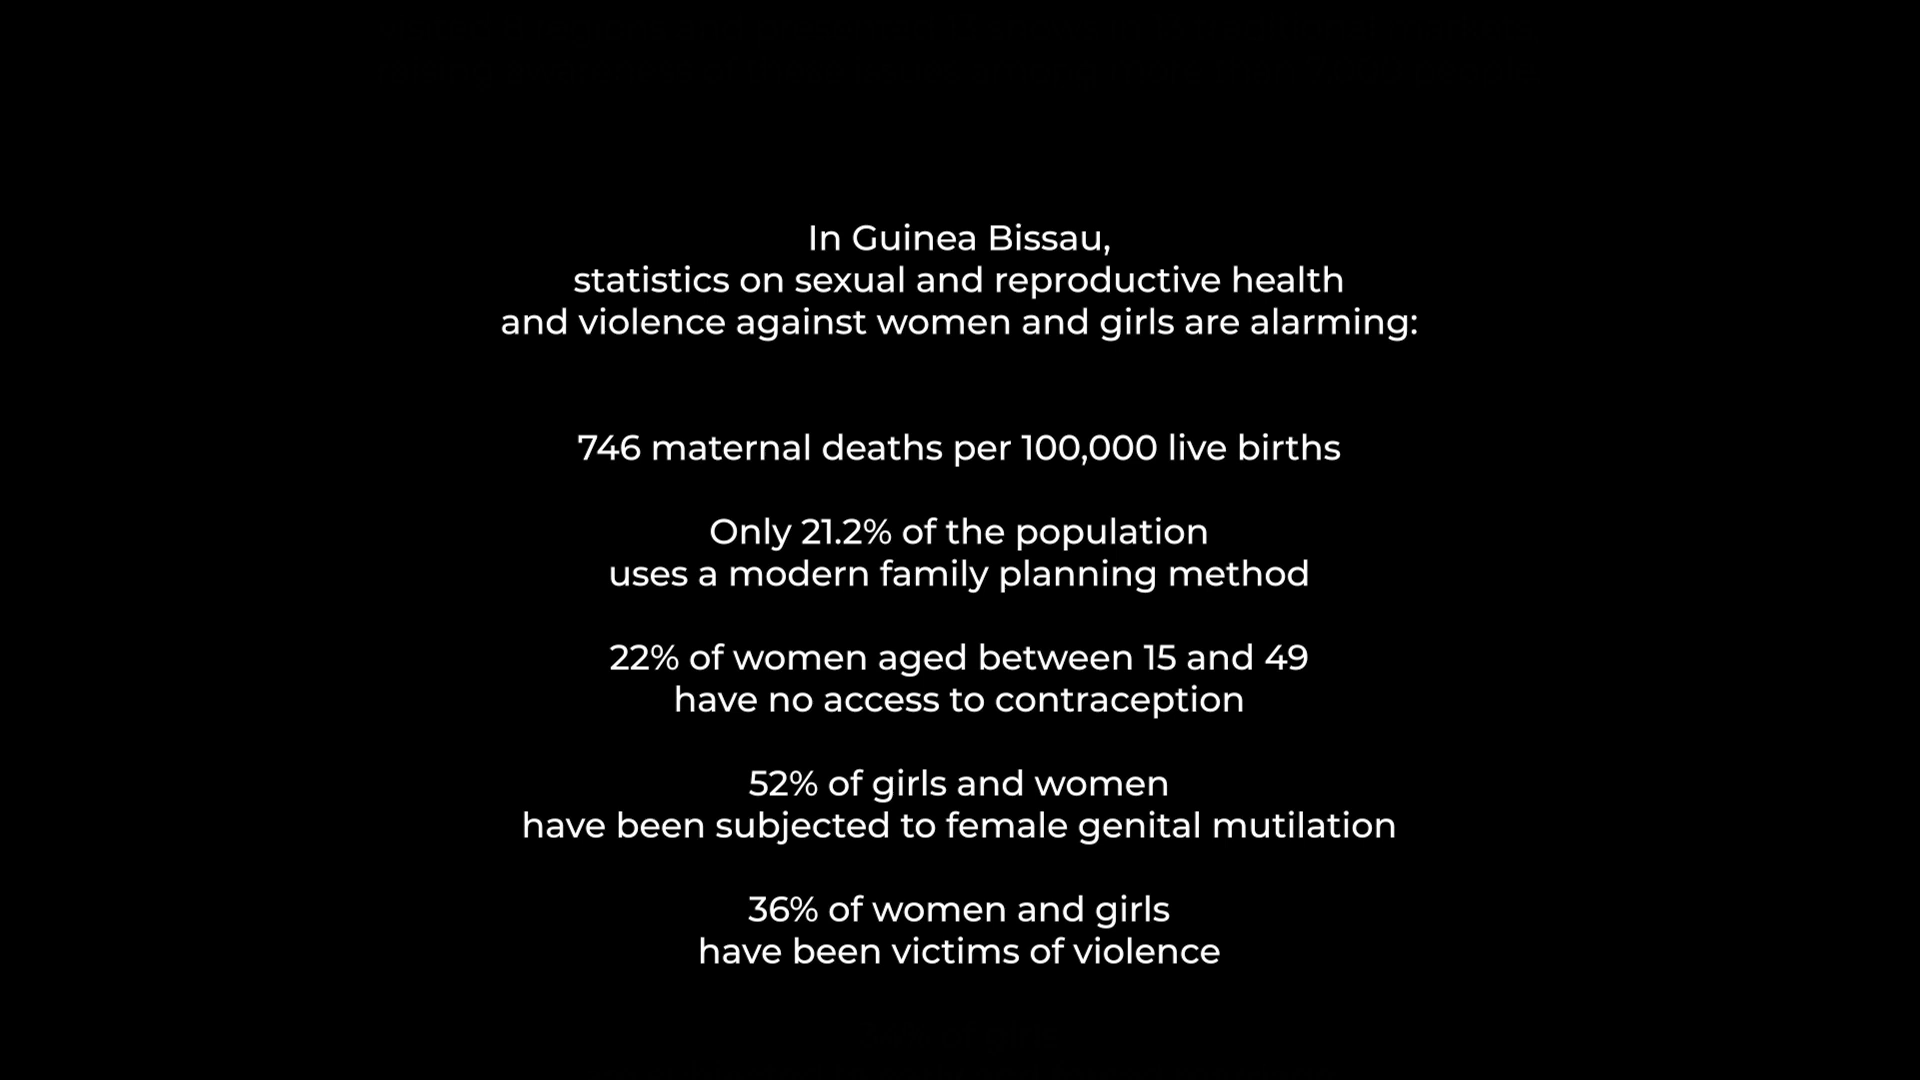 In Guinea Bissau,
statistics on sexual and reproductive health
and violence against women and girls are alarming:
746 maternal deaths per 100,000 live births
Only 21.2% of the population
uses a modern family planning method
22% of women aged between 15 and 49
have no access to contraception
52% of girls and women
have been subjected to female genital mutilation
36% of women and girls
have been victims of violence